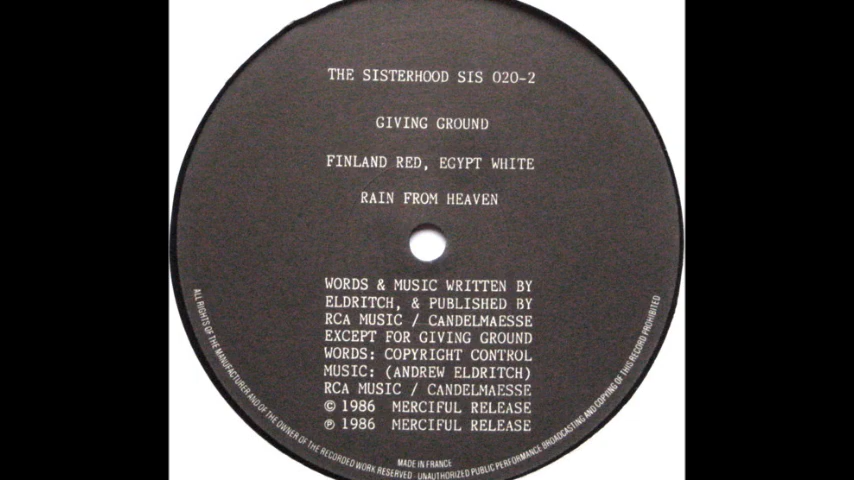 THE SISTERHOOD SIS 020-2
GIVING GROUND
FINLAND RED, EGYPT WHITE
RAIN FROM HEAVEN
WORDS & MUSIC WRITTEN BY
ELDRITCH, & PUBLISHED BY
RCA MUSIC / CANDELMAESSE
EXCEPT FOR GIVING GROUND
WORDS: COPYRIGHT CONTROL
MUSIC: (ANDREW ELDRITCH)
RCA MUSIC / CANDELMAESSE
© 1986 MERCIFUL RELEASE
℗ 1986 MERCIFUL RELEASE
MADE IN FRANCE
ALL RIGHTS OF THE MANUFACTURER AND OF THE OWNER OF THE RECORDED WORK RESERVED - UNAUTHORIZED PUBLIC PERFORMANCE BROADCASTING AND COPYING OF THIS RECORD PROHIBITED